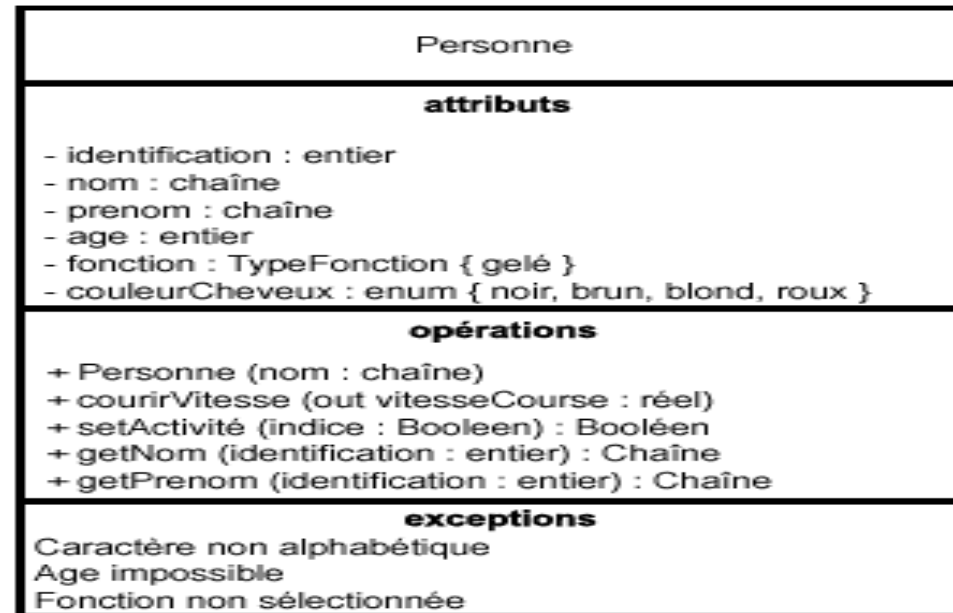 Personne
attributs
- identification : entier
- nom : chaîne
- prenom : chaîne
- age : entier
- fonction : TypeFonction { gelé }
- couleurCheveux : enum { noir, brun, blond, roux }
opérations
+ Personne (nom : chaîne)
+ courirVitesse (out vitesseCourse : réel)
+ setActivité (indice : Booleen) : Booléen
+ getNom (identification : entier) : Chaîne
+ getPrenom (identification : entier) : Chaîne
exceptions
Caractère non alphabétique
Age impossible
Fonction non sélectionnée